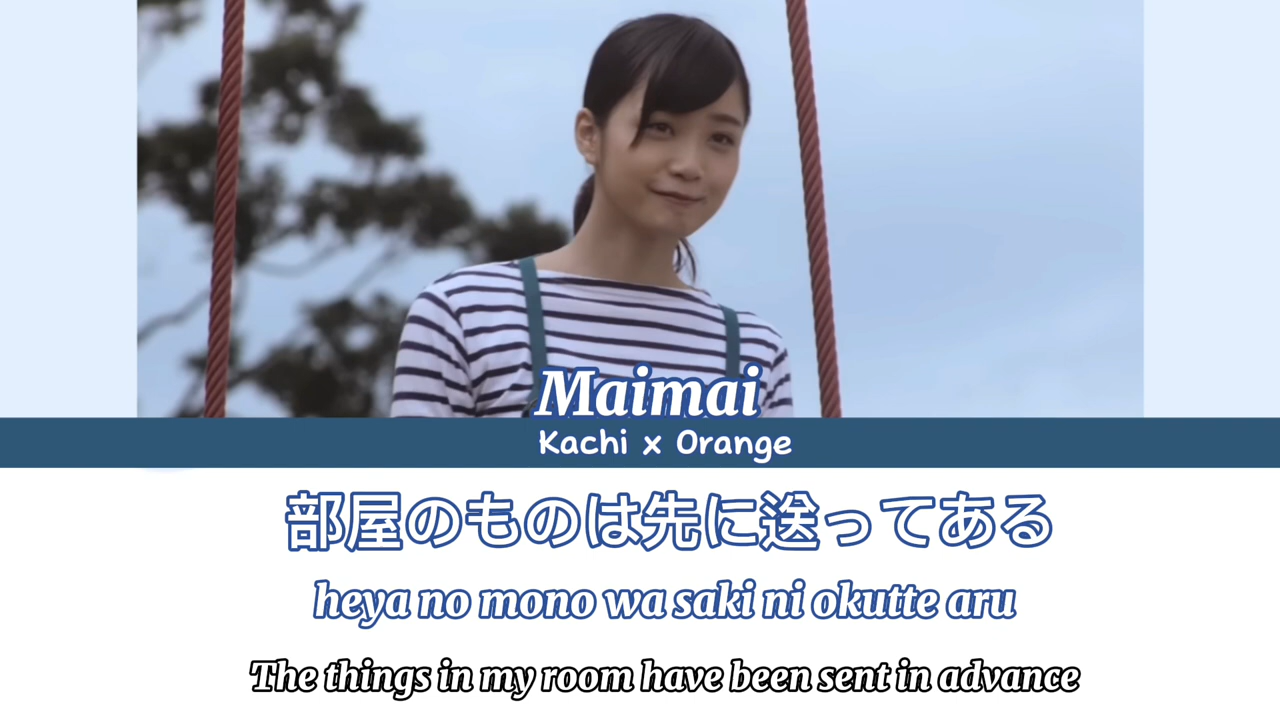 Maimai
Kachi x Orange
部屋のものは先に送ってある
heya no mono wa saki ni okutte aru
The things in my room have been sent in advance